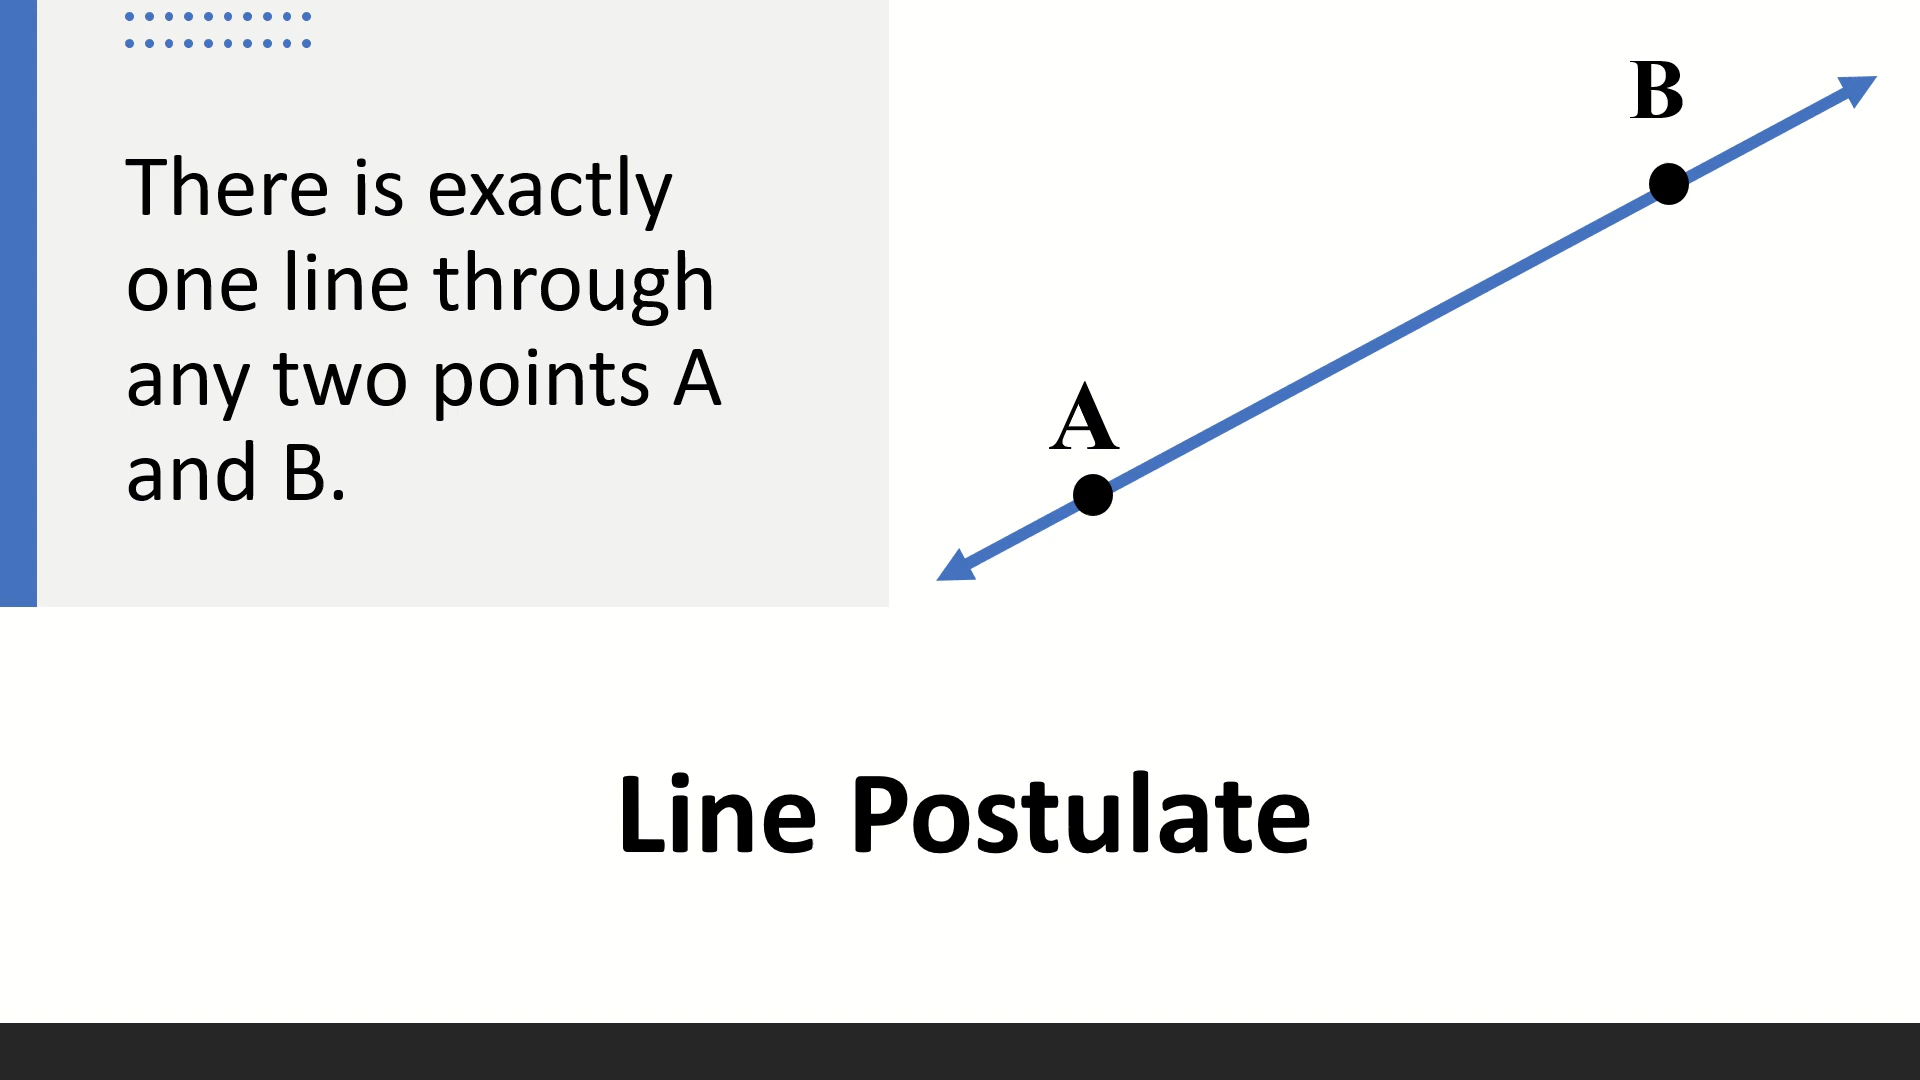 There is exactly
one line through
any two points A
and B.
B
A
Line Postulate